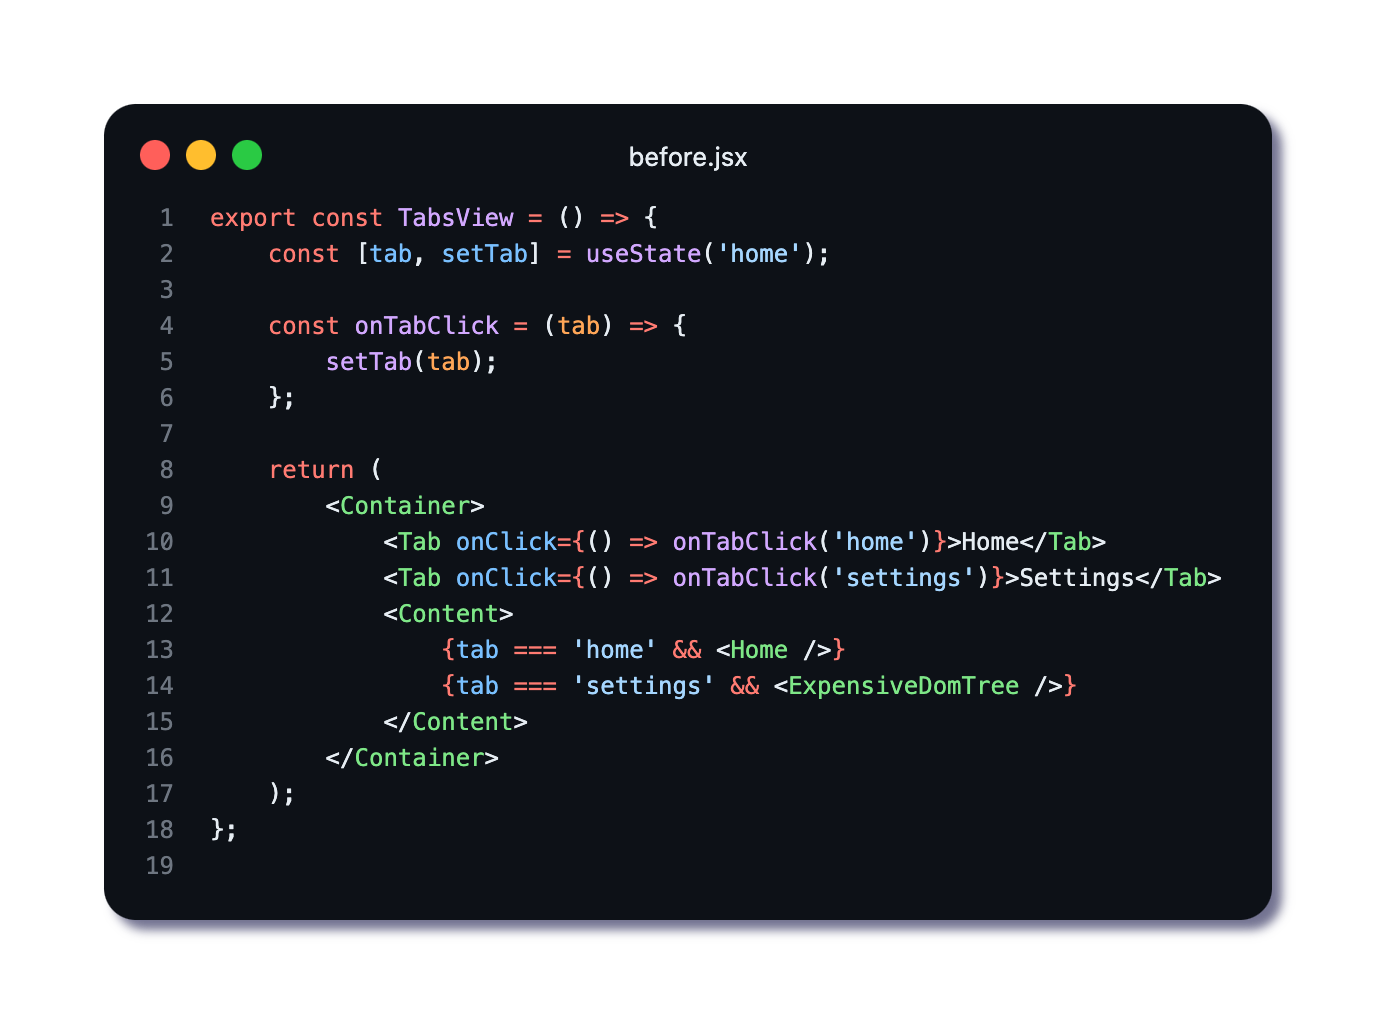 before.jsx
1 export const TabsView = () => {
2     const [tab, setTab] = useState('home');
3
4     const onTabClick = (tab) => {
5         setTab(tab);
6     };
7
8     return (
9         <Container>
10             <Tab onClick={() => onTabClick('home')}>Home</Tab>
11             <Tab onClick={() => onTabClick('settings')}>Settings</Tab>
12             <Content>
13                 {tab === 'home' && <Home />}
14                 {tab === 'settings' && <ExpensiveDomTree />}
15             </Content>
16         </Container>
17     );
18 };
19